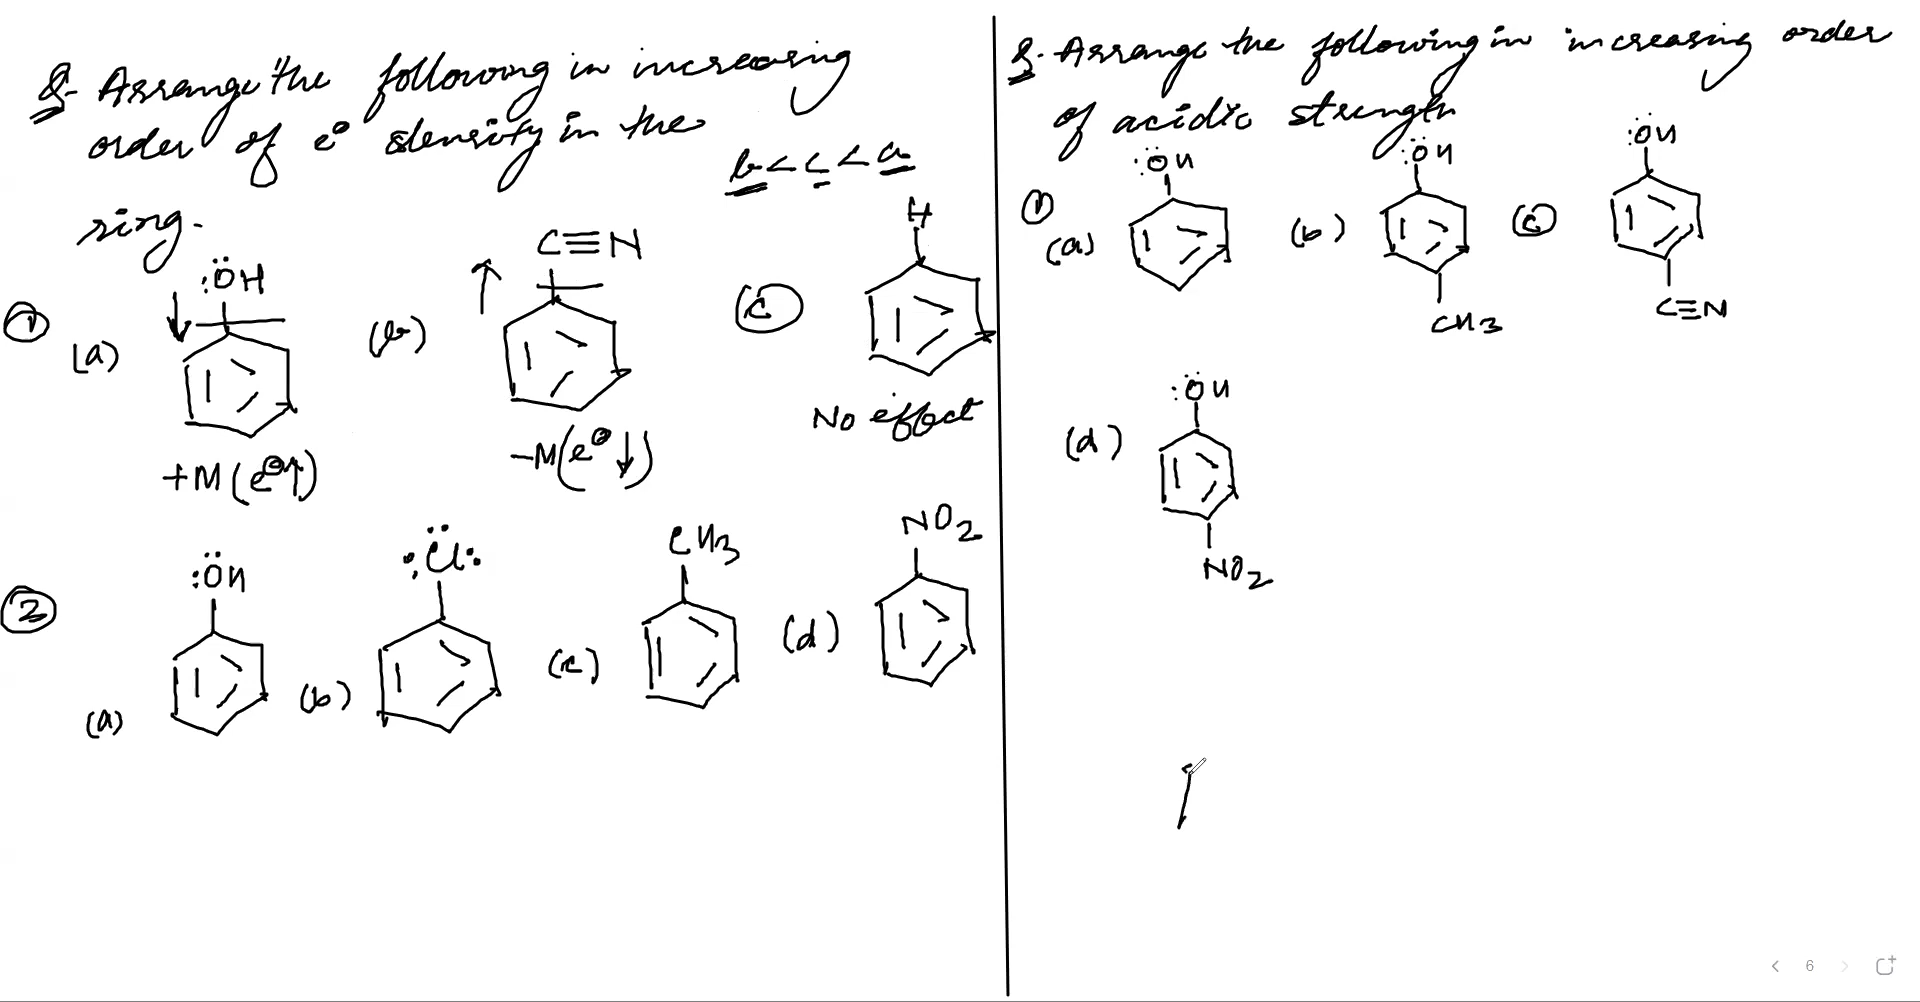 Q- Arrange the following in increasing
order of e⊖ density in the
ring.
b < c < a
①
(a)
:ÖH
+M (e⊖↑)
(b)
C≡N
-M (e⊖↓)
(c)
H
No effect
②
(a)
:ÖH
(b)
:Cl:
(c)
CH3
(d)
NO2
Q. Arrange the following in increasing order
of acidic strength
①
(a)
:ÖH
(b)
:ÖH
CH3
(c)
:ÖH
C≡N
(d)
:ÖH
NO2
6